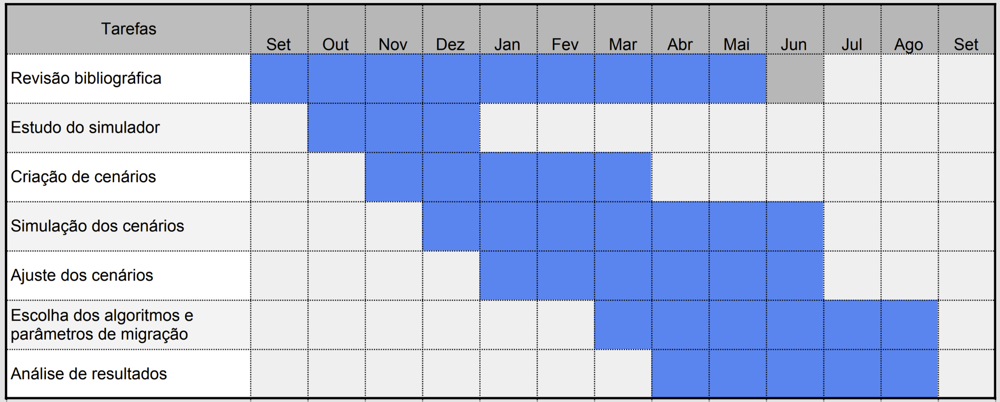 Tarefas
Set Out Nov Dez Jan Fev Mar Abr Mai Jun Jul Ago Set
Revisão bibliográfica
Estudo do simulador
Criação de cenários
Simulação dos cenários
Ajuste dos cenários
Escolha dos algoritmos e
parâmetros de migração
Análise de resultados